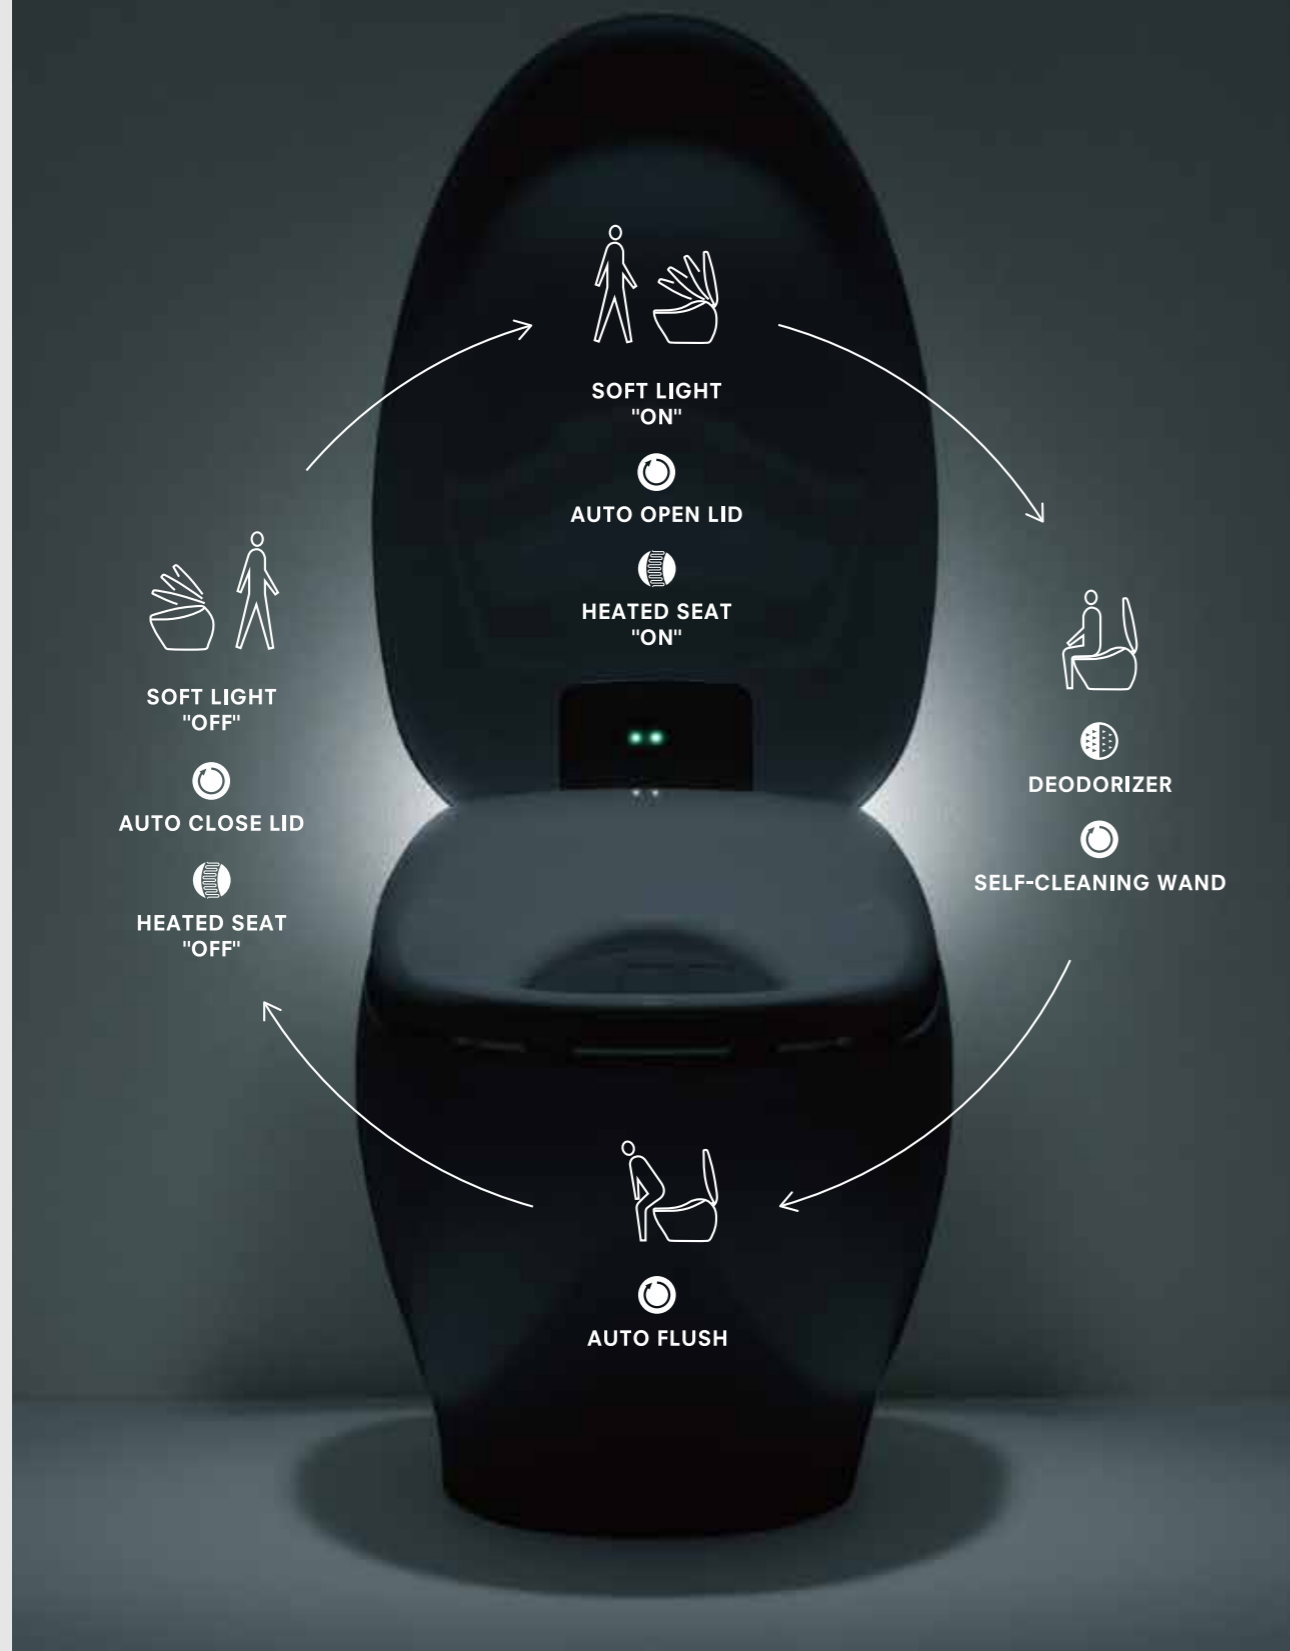 SOFT LIGHT
"ON"
AUTO OPEN LID
HEATED SEAT
"ON"
DEODORIZER
SELF-CLEANING WAND
AUTO FLUSH
SOFT LIGHT
"OFF"
AUTO CLOSE LID
HEATED SEAT
"OFF"